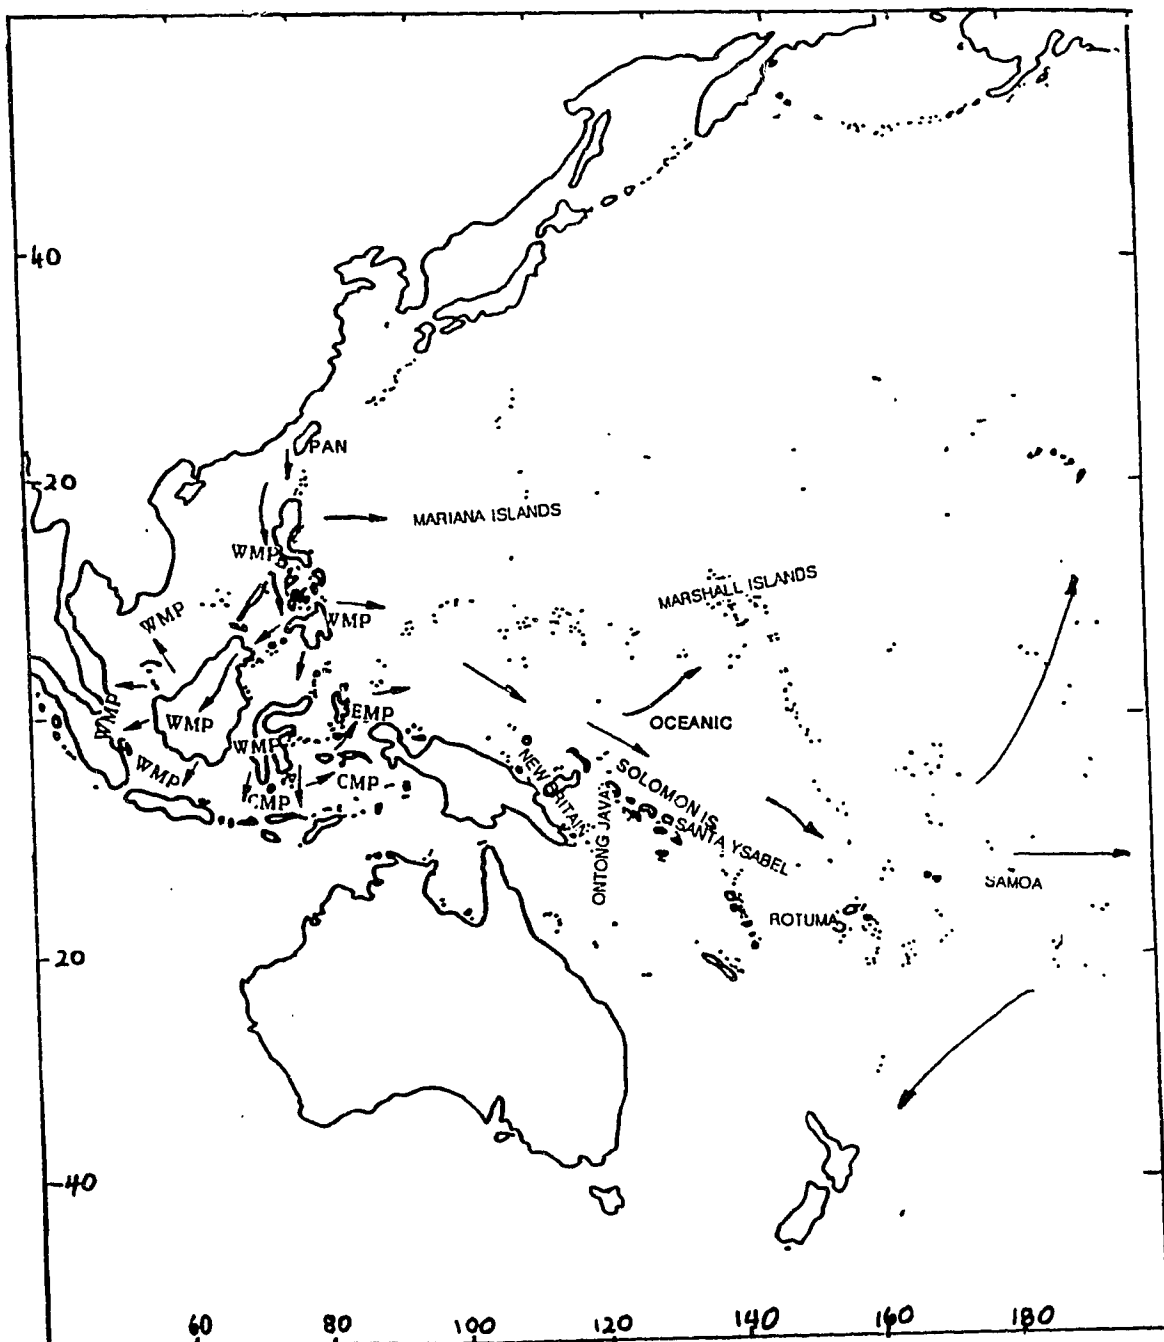 40
PAN
20
MARIANA ISLANDS
WMP
MARSHALL ISLANDS
WMP
WMP
WMP
EMP
WMP
OCEANIC
WMP
WMP
CMP
CMP
NEW BRITAIN
SOLOMON IS.
ONTONG JAVA
SANTA YSABEL
SAMOA
ROTUMA
20
40
60
80
100
120
140
160
180